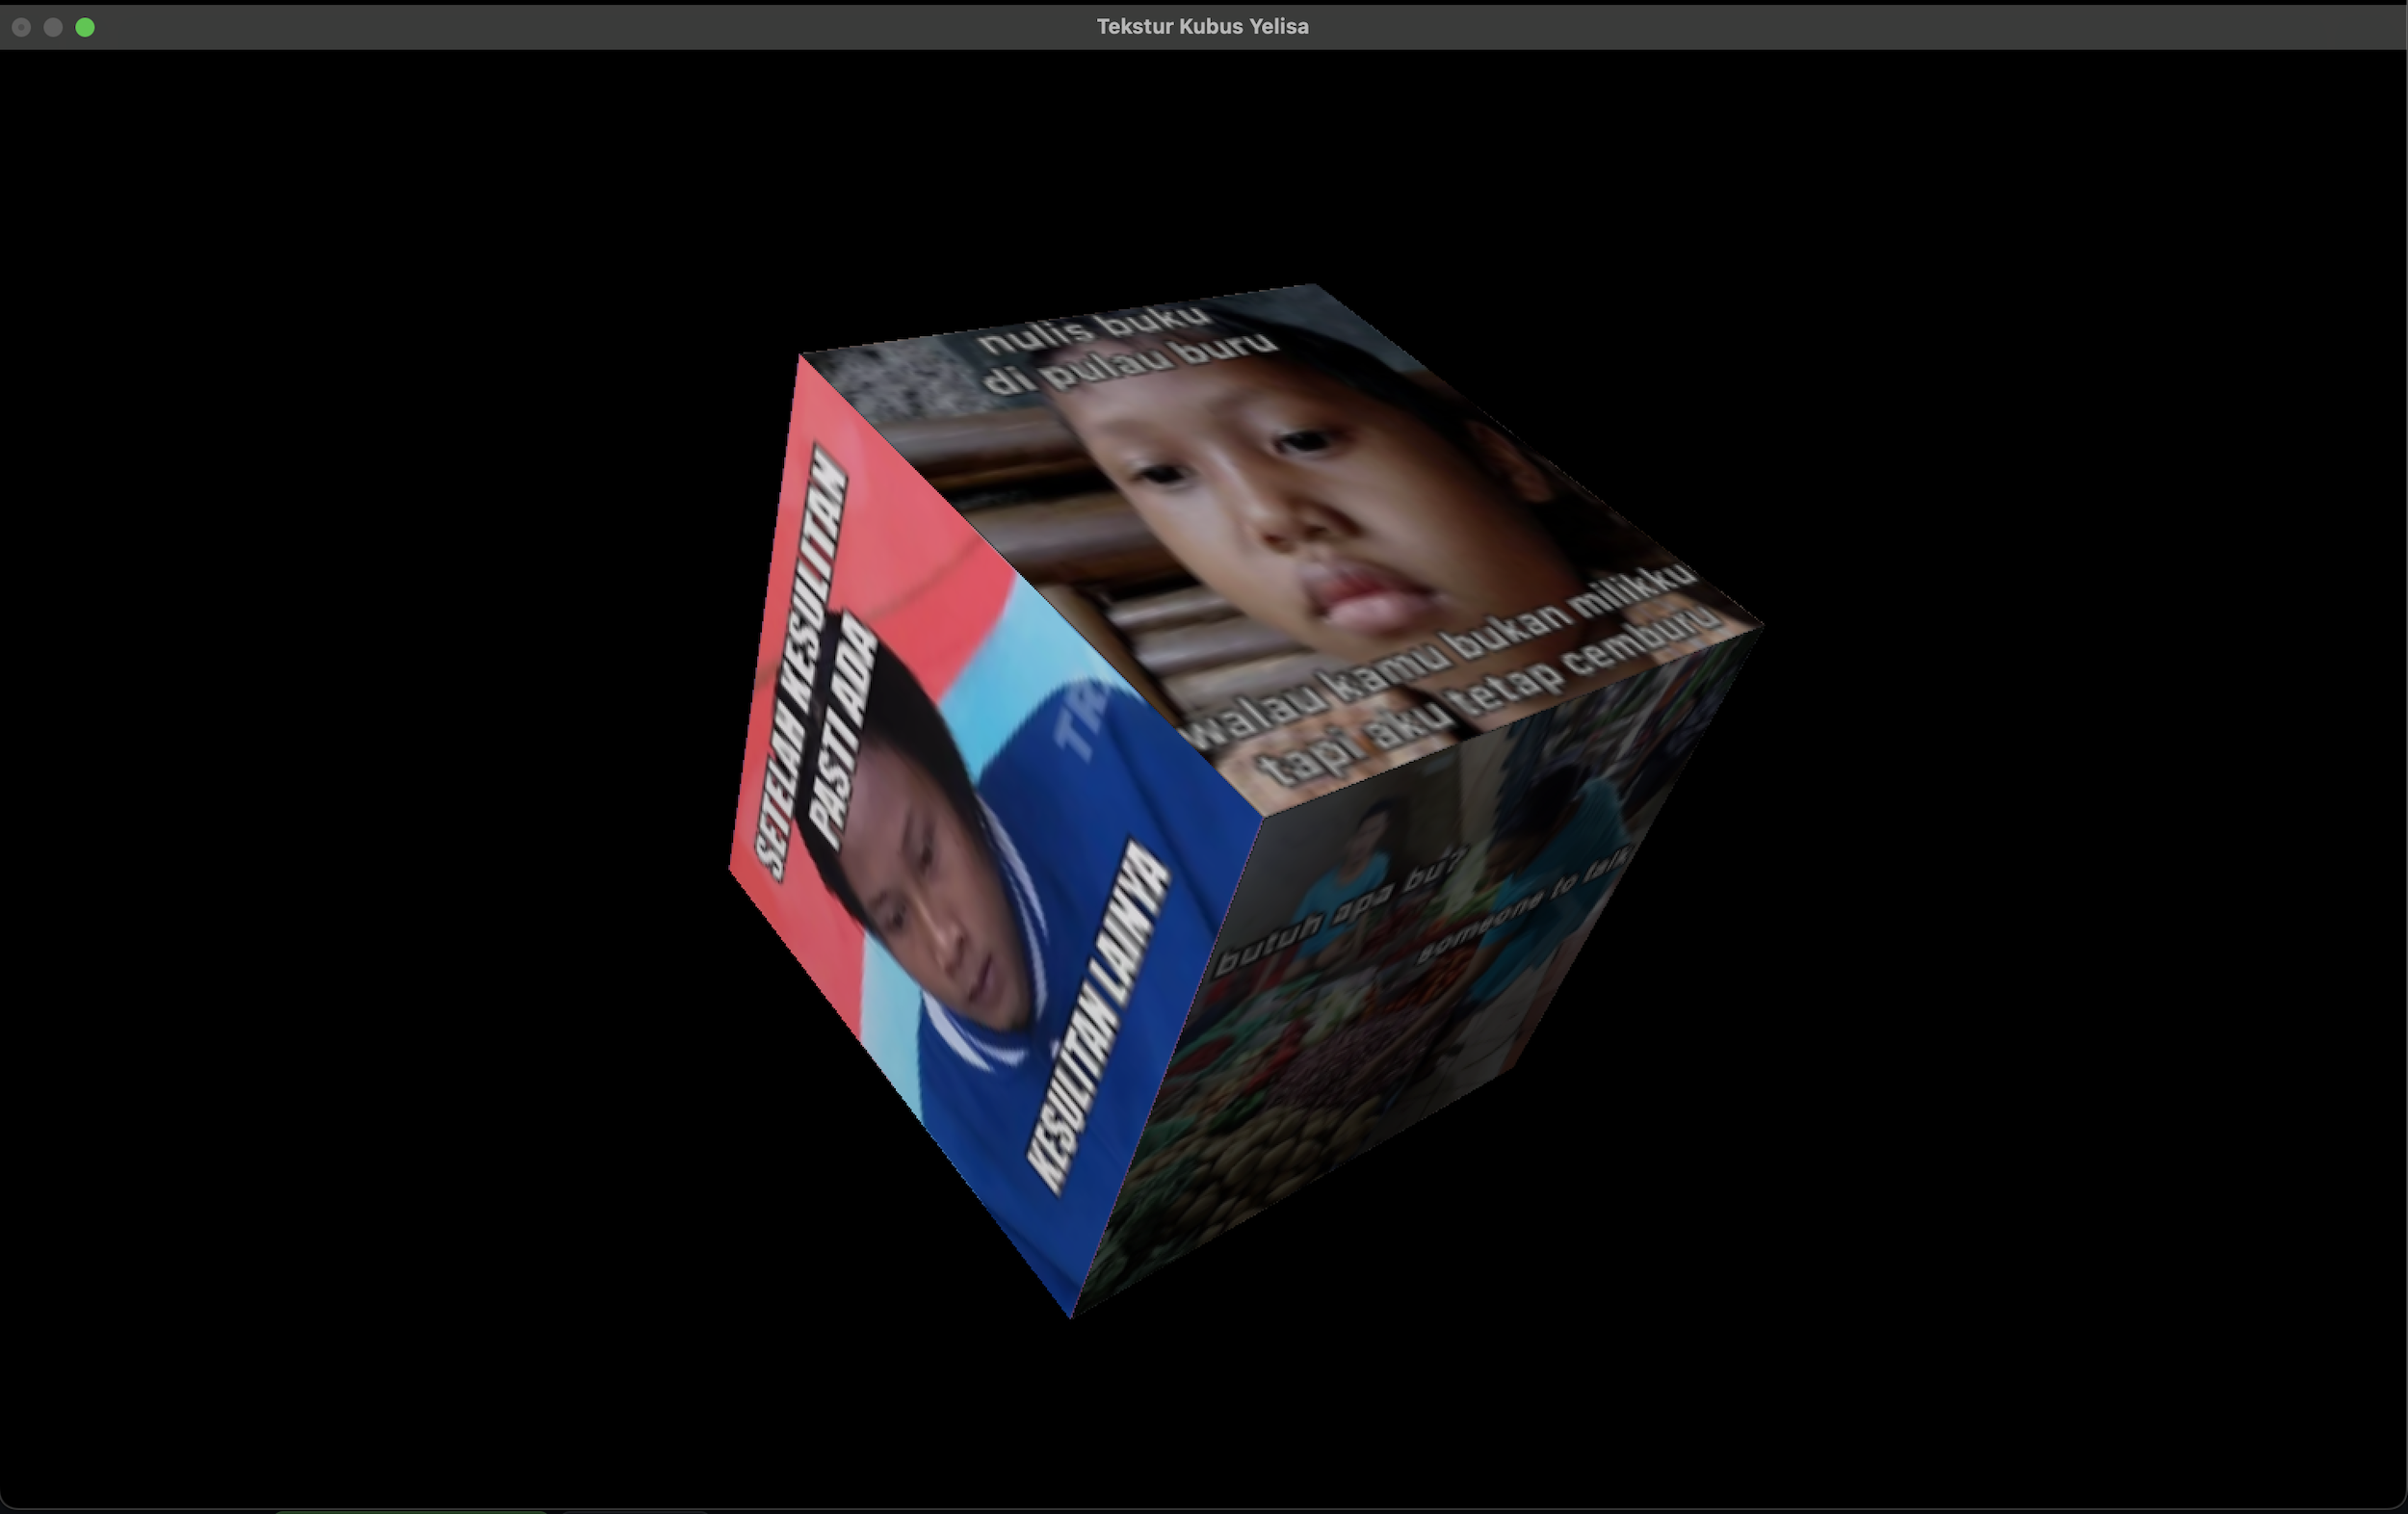 Tekstur Kubus Yelisa
nulis buku
di pulau buru
walau kamu bukan milikku
tapi aku tetap cemburu
SETELAH KESULITAN
PASTI ADA
KESULITAN LAINYA
butuh apa bu?
someone to talk